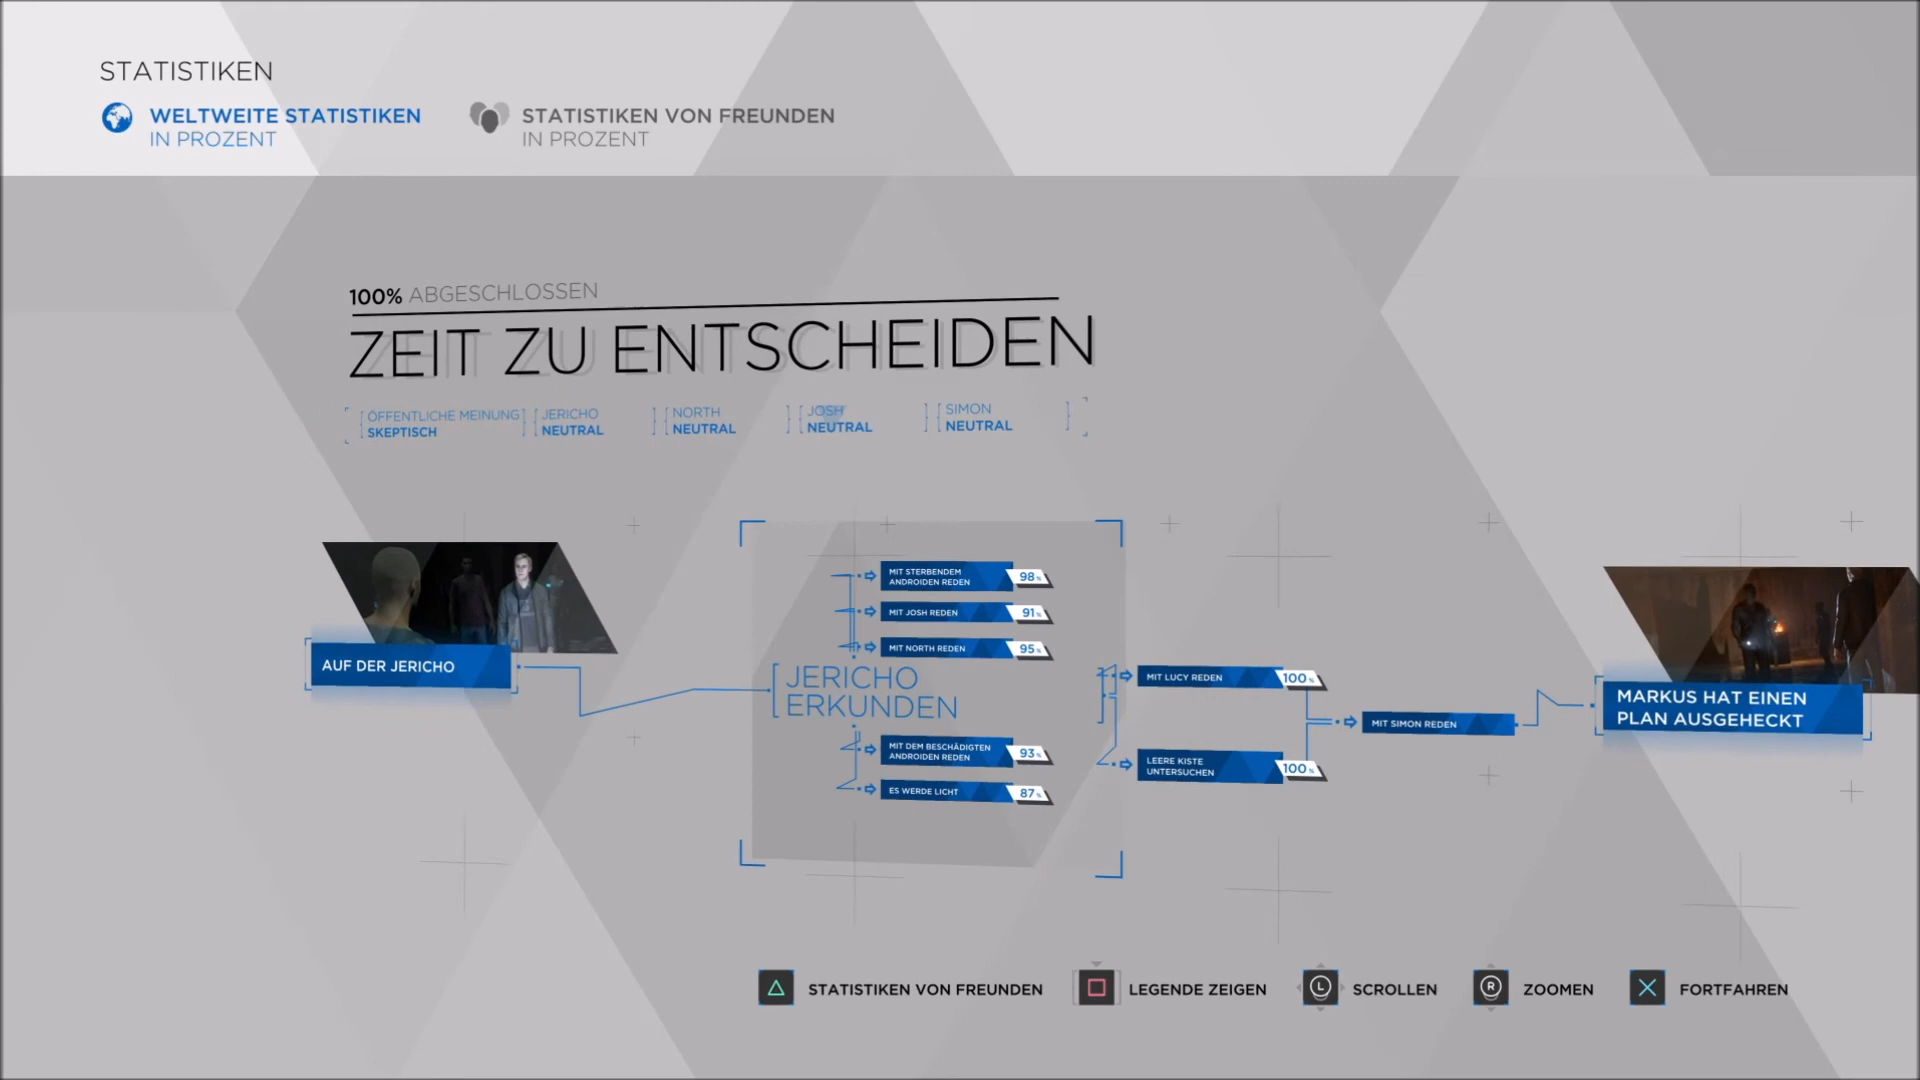 STATISTIKEN
WELTWEITE STATISTIKEN
IN PROZENT
STATISTIKEN VON FREUNDEN
IN PROZENT
100% ABGESCHLOSSEN
ZEIT ZU ENTSCHEIDEN
ÖFFENTLICHE MEINUNG
SKEPTISCH
JERICHO
NEUTRAL
NORTH
NEUTRAL
JOSH
NEUTRAL
SIMON
NEUTRAL
AUF DER JERICHO
MIT STERBENDEM
ANDROIDEN REDEN
98%
MIT JOSH REDEN
91%
MIT NORTH REDEN
95%
JERICHO
ERKUNDEN
MIT DEM BESCHÄDIGTEN
ANDROIDEN REDEN
93%
ES WERDE LICHT
87%
MIT LUCY REDEN
100%
LEERE KISTE
UNTERSUCHEN
100%
MIT SIMON REDEN
MARKUS HAT EINEN
PLAN AUSGEHECKT
STATISTIKEN VON FREUNDEN
LEGENDE ZEIGEN
L SCROLLEN
R ZOOMEN
FORTFAHREN